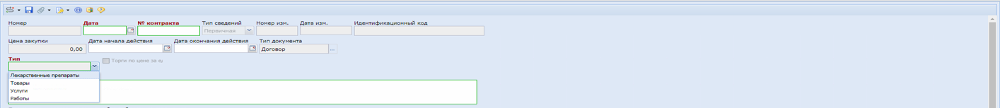 Номер Дата № контракта Тип сведений Номер изм. Дата изм. Идентификационный код
Первичная
Цена закупки Дата начала действия Дата окончания действия Тип документа
0,00 Договор ...
Тип
Торги по цене за
Лекарственные препараты
Товары
Услуги
Работы